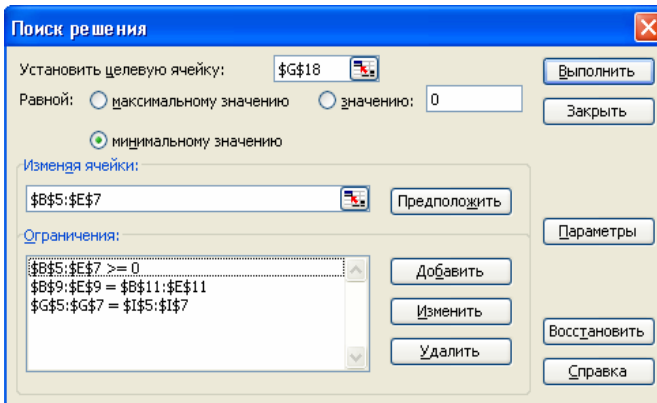 Поиск решения
Установить целевую ячейку: $G$18 Выполнить
Равной: максимальному значению значению: 0 Закрыть
минимальному значению
Изменяя ячейки:
$B$5:$E$7 Предположить
Ограничения: Параметры
$B$5:$E$7 >= 0 Добавить
$B$9:$E$9 = $B$11:$E$11
$G$5:$G$7 = $I$5:$I$7 Изменить
Восстановить
Удалить
Справка